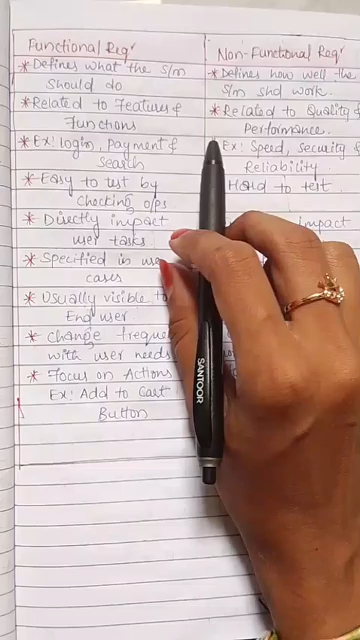 Functional Req
* Defines what the s/m
should do
* Related to Features &
Functions
* Ex: login, Payment &
search
* Easy to test by
checking o/ps
* Directly impact
user tasks
* Specified in use
cases
* Usually visible to
End user
* change
with user needs
* Focus on Actions
Ex: Add to Cart
Button
Non-Functional Req
* Defines how well the
s/m shd work.
* Related to Quality &
Performance
Ex: Speed, security &
Reliability
Hard to test
impact
SANTOOR